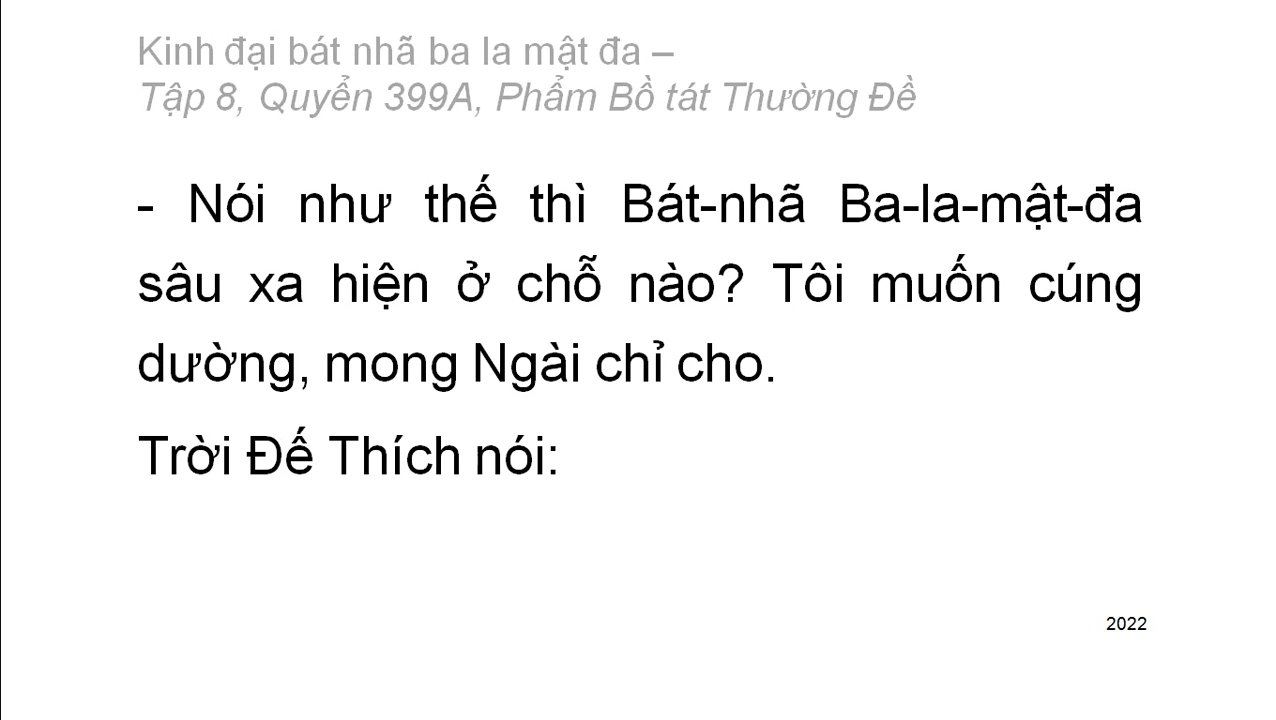 Kinh đại bát nhã ba la mật đa –
Tập 8, Quyển 399A, Phẩm Bồ tát Thường Đề
- Nói như thế thì Bát-nhã Ba-la-mật-đa
sâu xa hiện ở chỗ nào? Tôi muốn cúng
dường, mong Ngài chỉ cho.
Trời Đế Thích nói:
2022